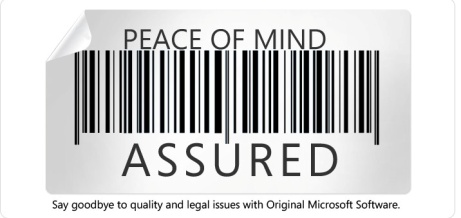 PEACE OF MIND
ASSURED
Say goodbye to quality and legal issues with Original Microsoft Software.